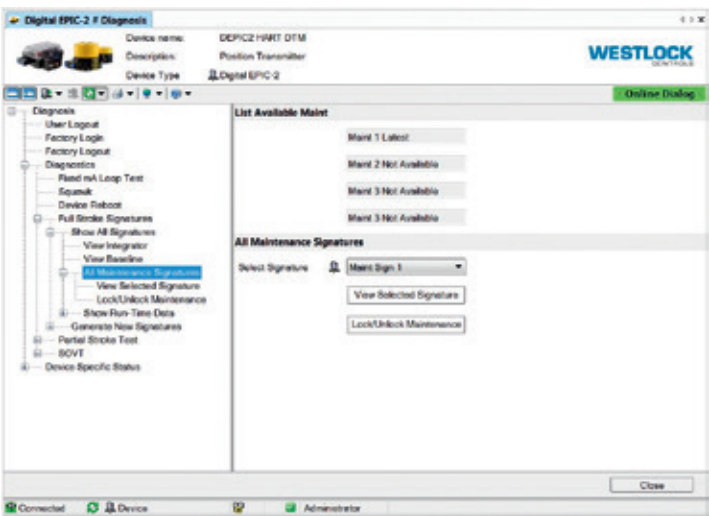 Digital EPIC-2 # Diagnosis
Device name: DEPIC2 HART DTM
Description: Position Transmitter
Device Type Digital EPIC-2
WESTLOCK
CONTROLS
Online Dialog
Diagnosis
User Logout
Factory Login
Factory Logout
Diagnostics
Fixed mA Loop Test
Squawk
Device Reboot
Full Stroke Signatures
Show All Signatures
View Integrator
View Baseline
All Maintenance Signatures
View Selected Signature
Lock/Unlock Maintenance
Show Run-Time Data
Generate New Signatures
Partial Stroke Test
SOVT
Device Specific Status
List Available Maint
Maint 1 Latest
Maint 2 Not Available
Maint 3 Not Available
Maint 3 Not Available
All Maintenance Signatures
Select Signature Maint Sign 1
View Selected Signature
Lock/Unlock Maintenance
Close
Connected Device Administrator